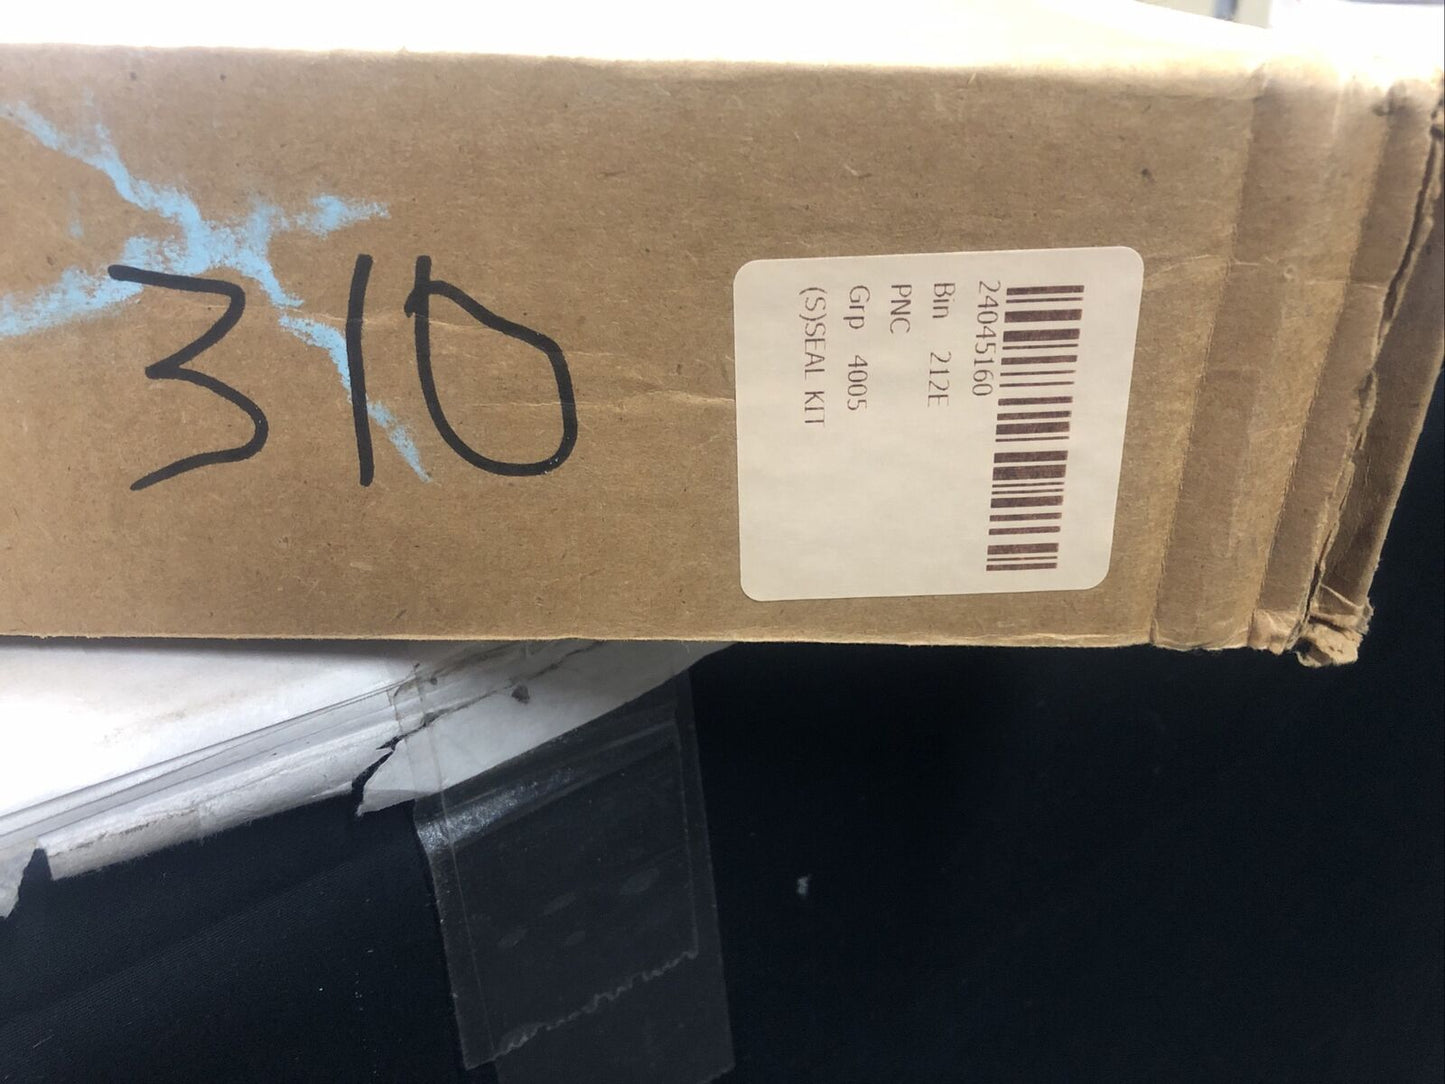 310
24045160
Bin 212E
PNC
Grp 4005
(S)SEAL KIT